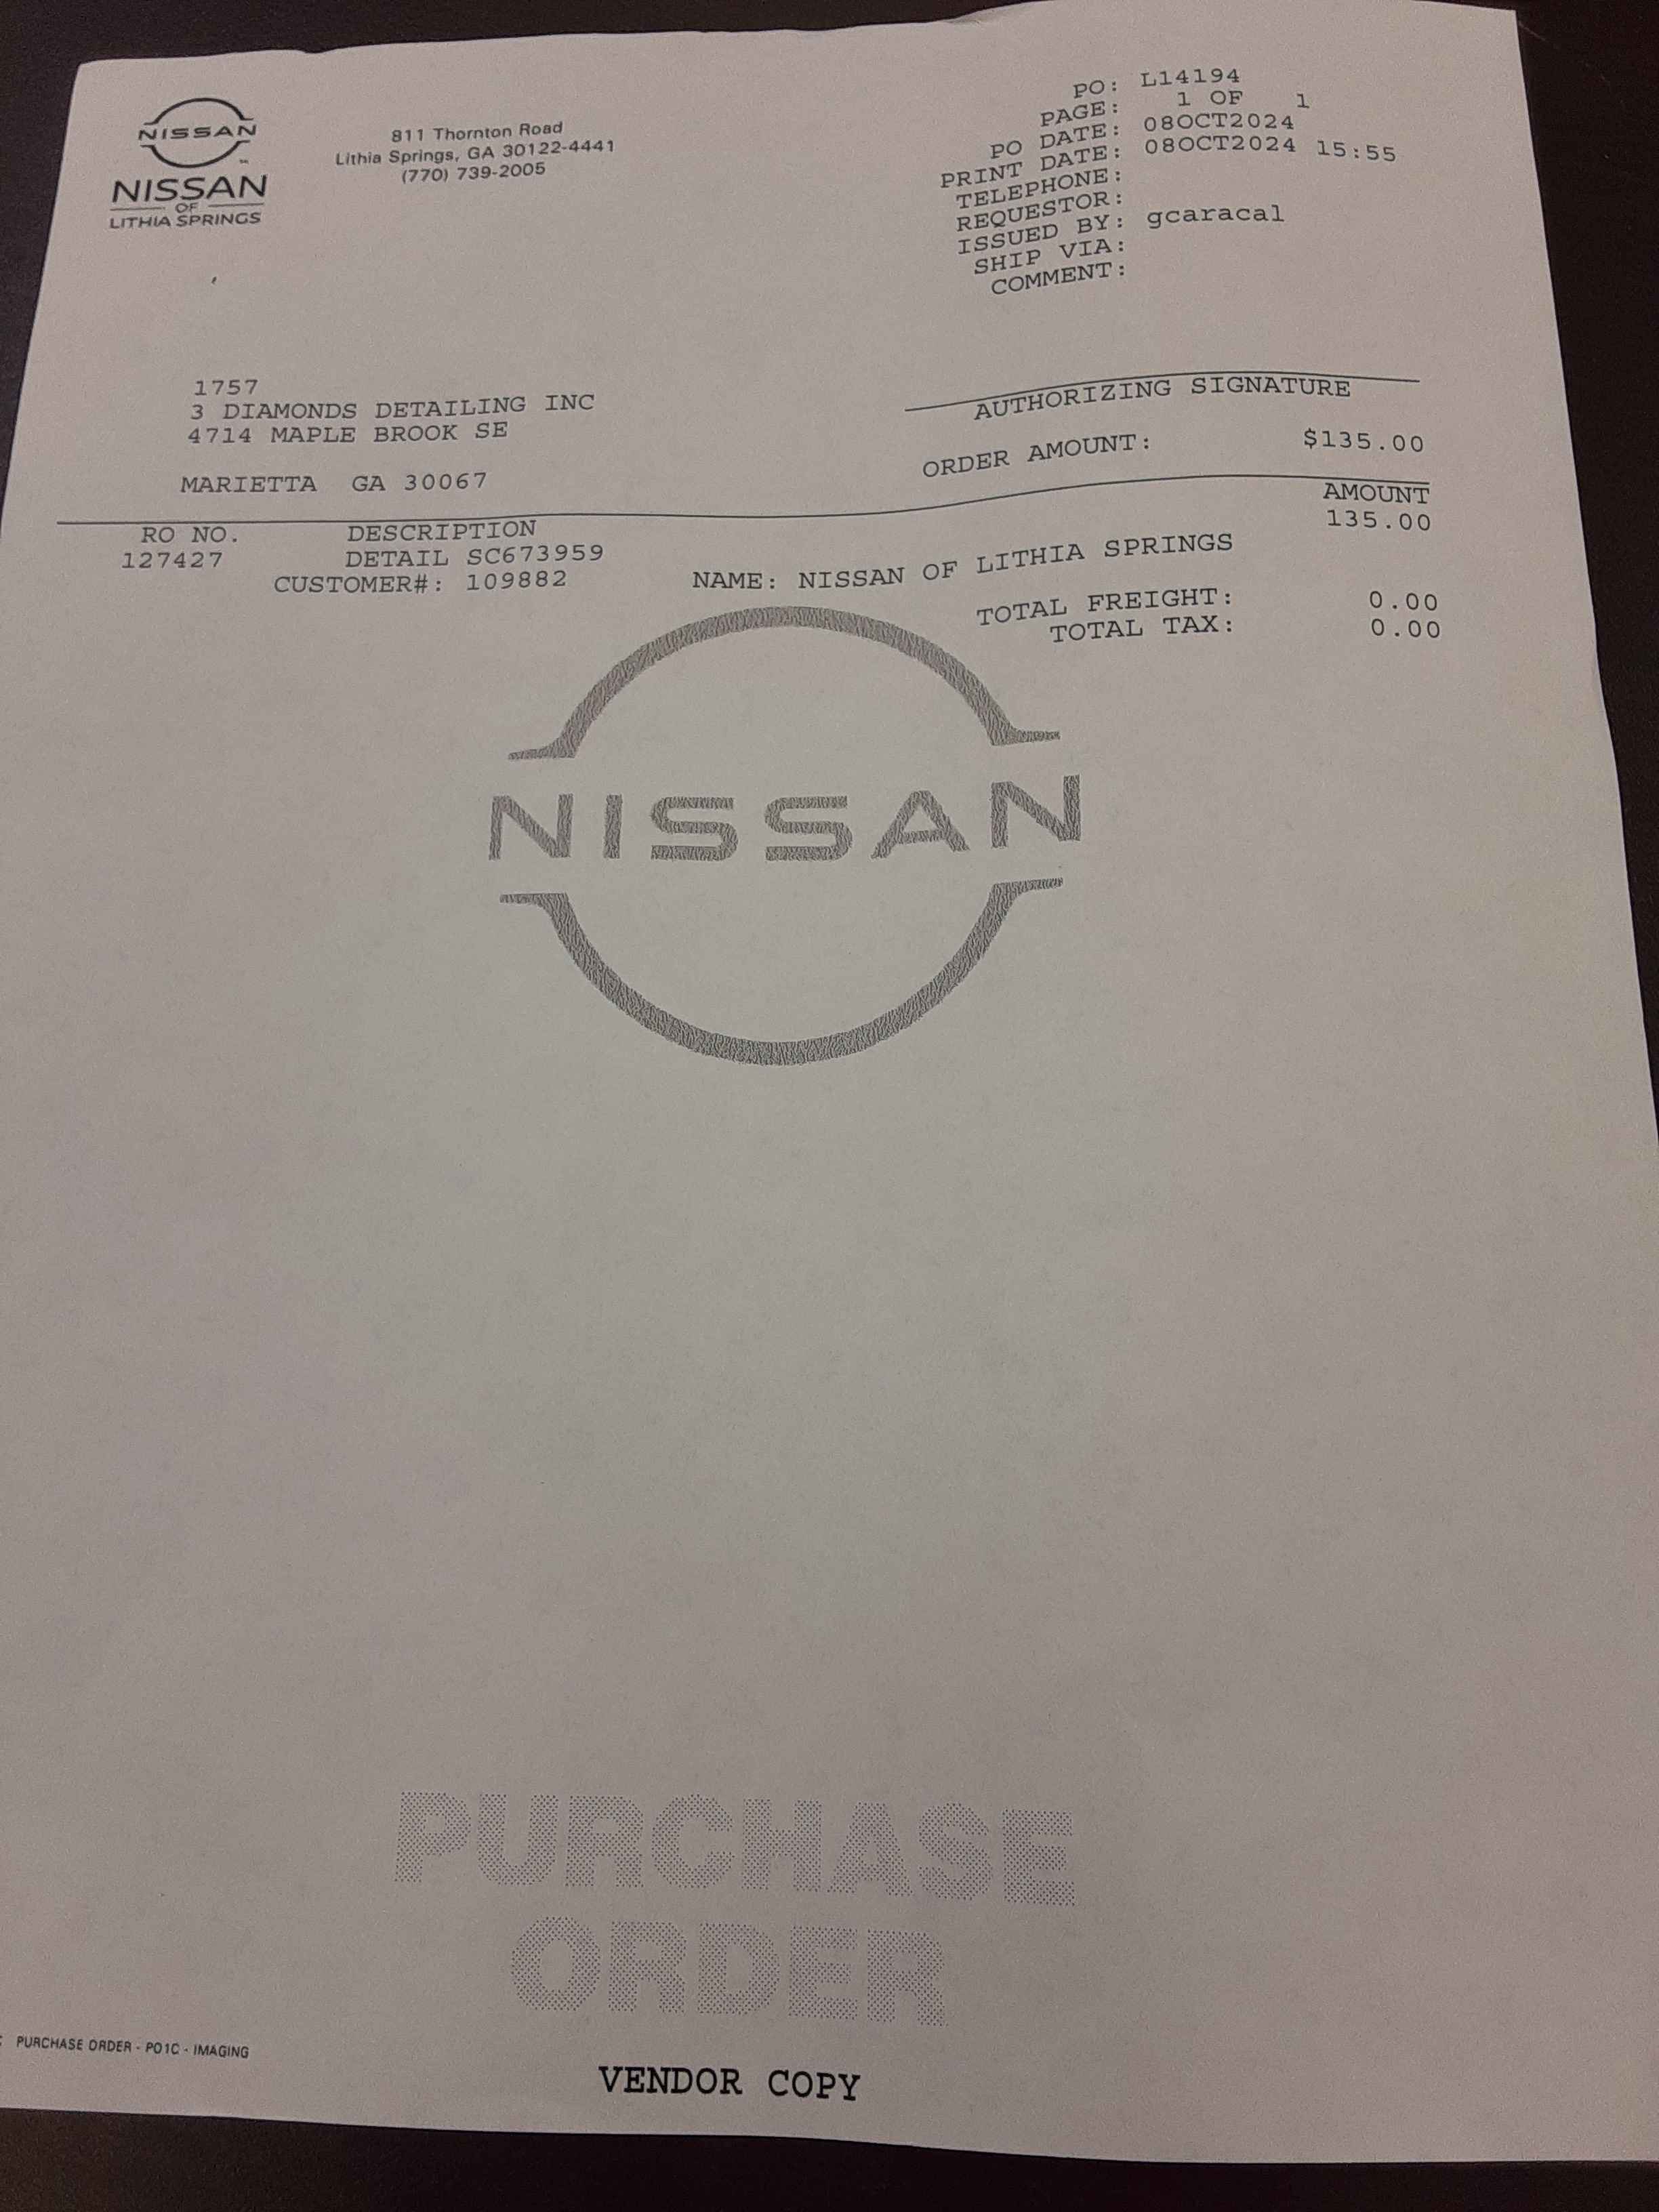 NISSAN
NISSAN
OF
LITHIA SPRINGS
811 Thornton Road
Lithia Springs, GA 30122-4441
(770) 739-2005
PO: L14194
PAGE: 1 OF 1
PO DATE: 08OCT2024
PRINT DATE: 08OCT2024 15:55
TELEPHONE:
REQUESTOR:
ISSUED BY: gcaracal
SHIP VIA:
COMMENT:
1757
3 DIAMONDS DETAILING INC
4714 MAPLE BROOK SE
MARIETTA GA 30067
AUTHORIZING SIGNATURE
ORDER AMOUNT: $135.00
RO NO. DESCRIPTION AMOUNT
127427 DETAIL SC673959 135.00
CUSTOMER#: 109882 NAME: NISSAN OF LITHIA SPRINGS
TOTAL FREIGHT: 0.00
TOTAL TAX: 0.00
NISSAN
PURCHASE
ORDER
PURCHASE ORDER - PO1C - IMAGING
VENDOR COPY